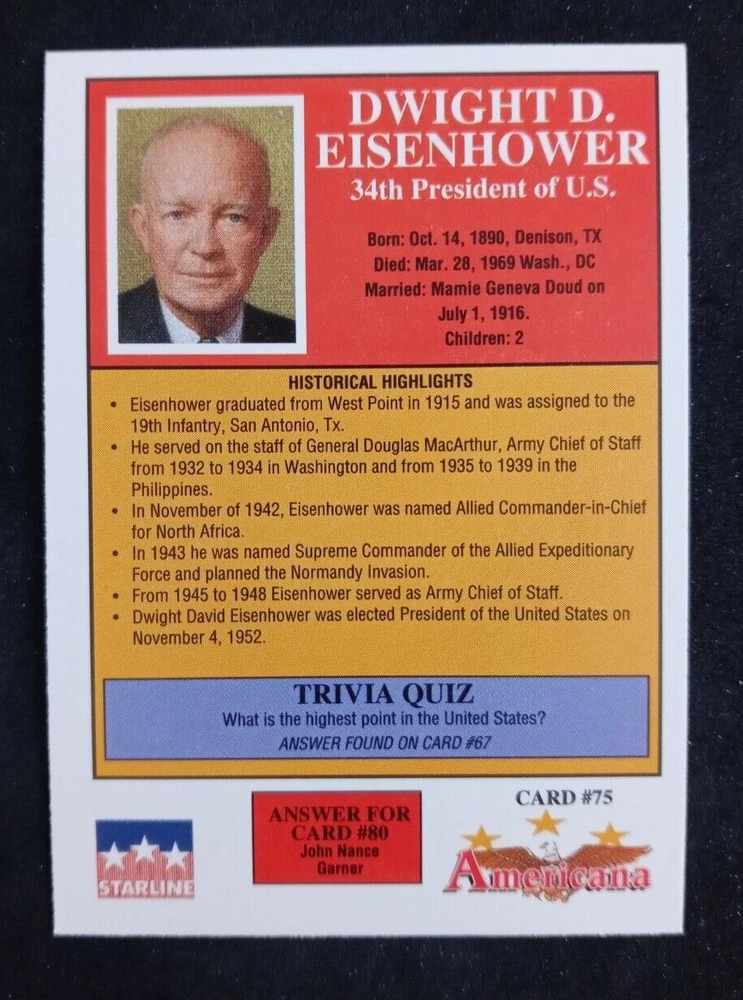 DWIGHT D.
EISENHOWER
34th President of U.S.
Born: Oct. 14, 1890, Denison, TX
Died: Mar. 28, 1969 Wash., DC
Married: Mamie Geneva Doud on
July 1, 1916.
Children: 2
HISTORICAL HIGHLIGHTS
• Eisenhower graduated from West Point in 1915 and was assigned to the
19th Infantry, San Antonio, Tx.
• He served on the staff of General Douglas MacArthur, Army Chief of Staff
from 1932 to 1934 in Washington and from 1935 to 1939 in the
Philippines.
• In November of 1942, Eisenhower was named Allied Commander-in-Chief
for North Africa.
• In 1943 he was named Supreme Commander of the Allied Expeditionary
Force and planned the Normandy Invasion.
• From 1945 to 1948 Eisenhower served as Army Chief of Staff.
• Dwight David Eisenhower was elected President of the United States on
November 4, 1952.
TRIVIA QUIZ
What is the highest point in the United States?
ANSWER FOUND ON CARD #67
STARLINE
ANSWER FOR
CARD #80
John Nance
Garner
CARD #75
Americana